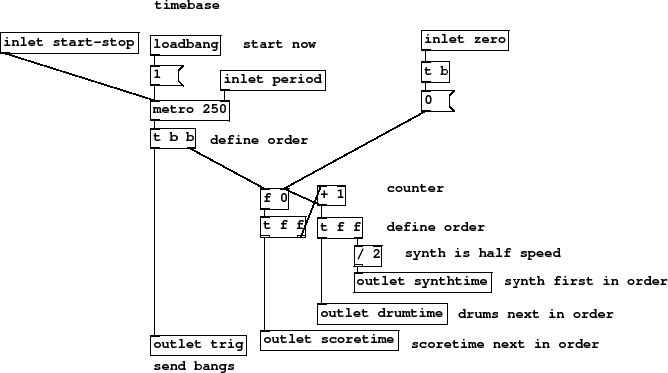 timebase
inlet start-stop
loadbang
start now
inlet zero
1
inlet period
t b
metro 250
0
t b b
define order
f 0
+ 1
counter
t f f
t f f
define order
/ 2
synth is half speed
outlet synthtime
synth first in order
outlet drumtime
drums next in order
outlet trig
outlet scoretime
scoretime next in order
send bangs